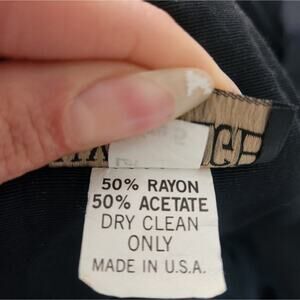 50% RAYON
50% ACETATE
DRY CLEAN
ONLY
MADE IN U.S.A.